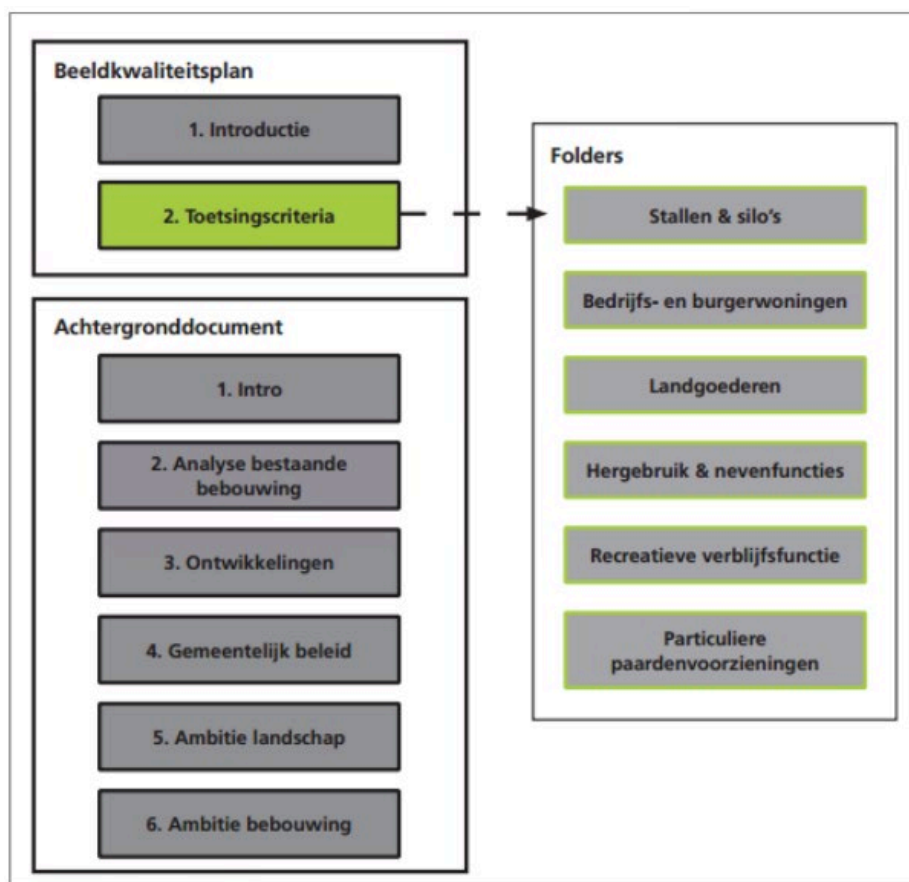 Beeldkwaliteitsplan
1. Introductie
2. Toetsingscriteria
Achtergronddocument
1. Intro
2. Analyse bestaande
bebouwing
3. Ontwikkelingen
4. Gemeentelijk beleid
5. Ambitie landschap
6. Ambitie bebouwing
Folders
Stallen & silo's
Bedrijfs- en burgerwoningen
Landgoederen
Hergebruik & nevenfuncties
Recreatieve verblijfsfunctie
Particuliere
paardenvoorzieningen